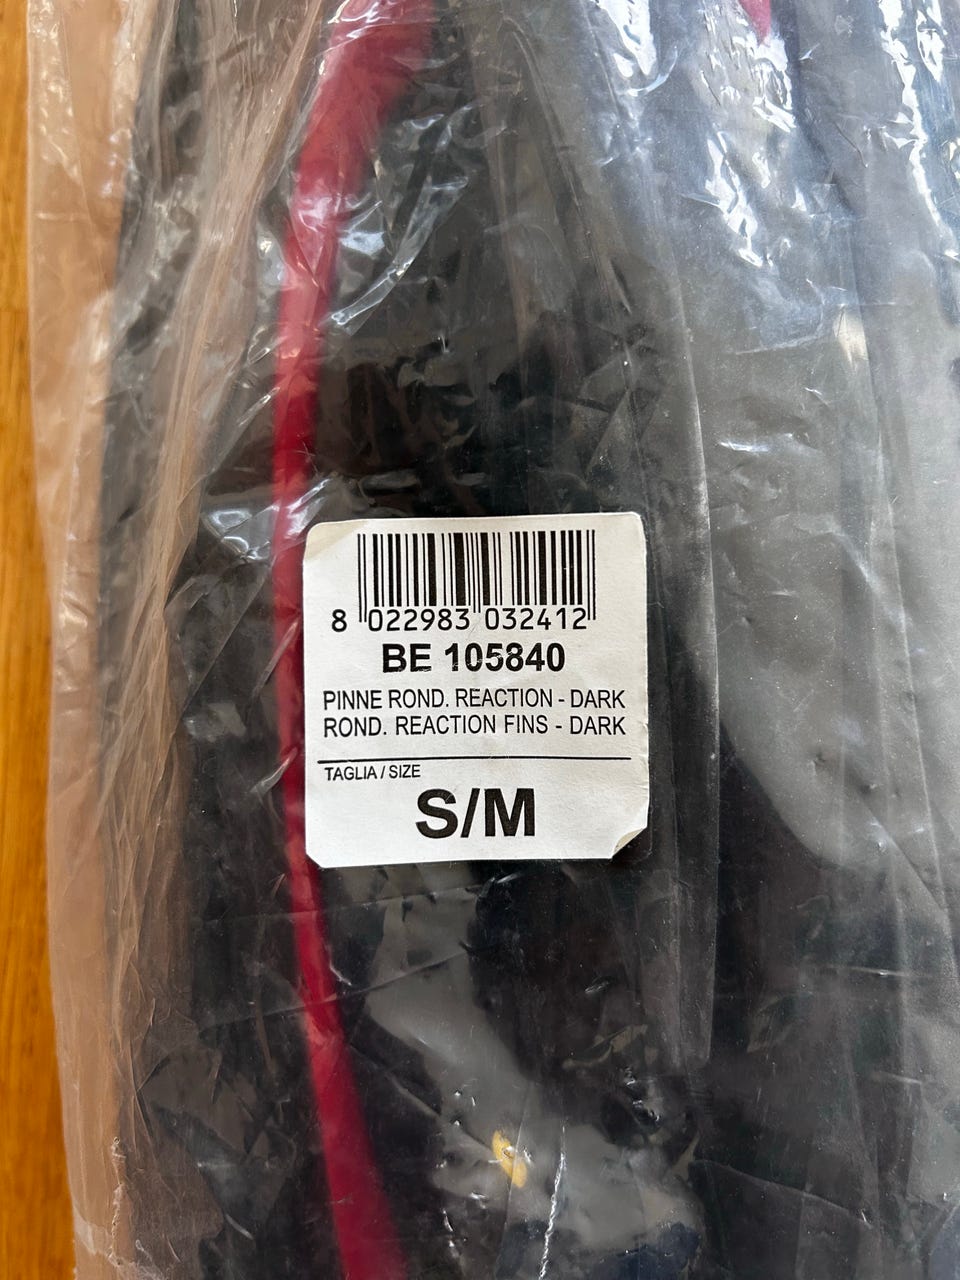 8 022983 032412
BE 105840
PINNE ROND. REACTION - DARK
ROND. REACTION FINS - DARK
TAGLIA / SIZE
S/M